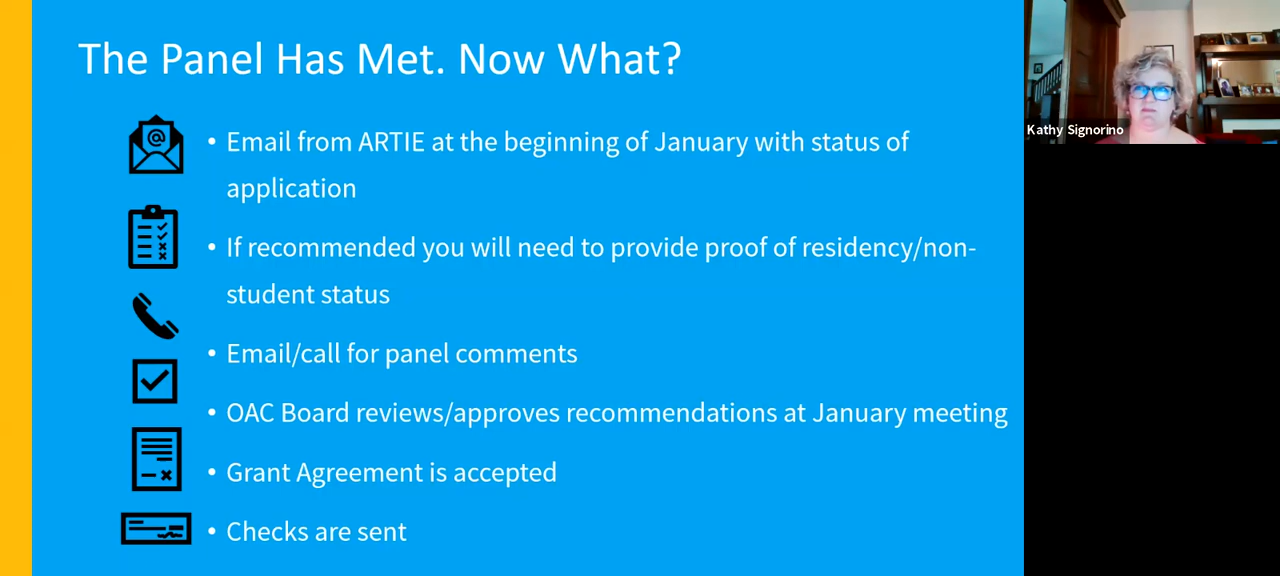 The Panel Has Met. Now What?
• Email from ARTIE at the beginning of January with status of
application
• If recommended you will need to provide proof of residency/non-
student status
• Email/call for panel comments
• OAC Board reviews/approves recommendations at January meeting
• Grant Agreement is accepted
• Checks are sent
Kathy Signorino